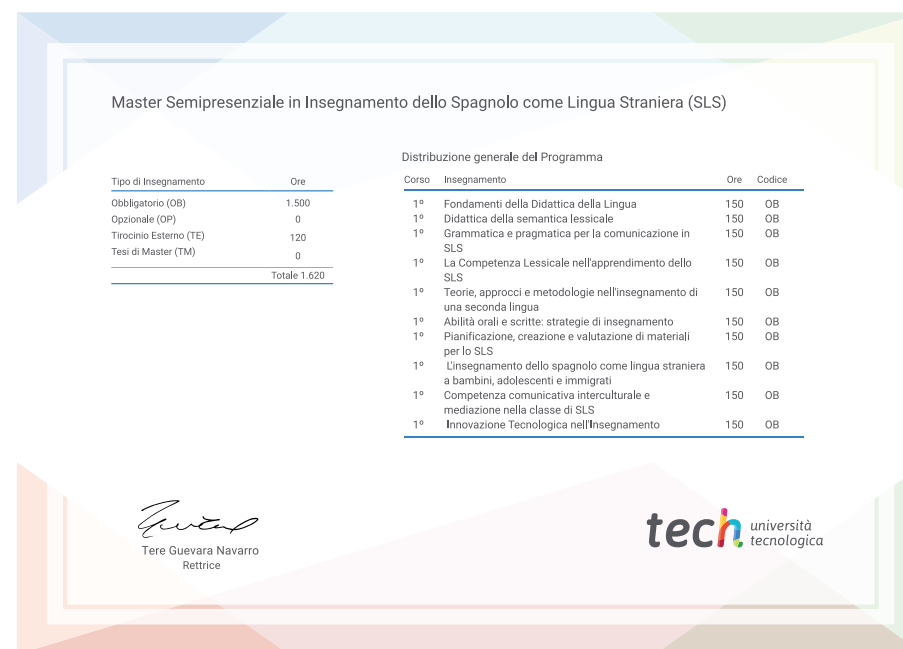 Master Semipresenziale in Insegnamento dello Spagnolo come Lingua Straniera (SLS)
Tipo di Insegnamento Ore
Obbligatorio (OB) 1.500
Opzionale (OP) 0
Tirocinio Esterno (TE) 120
Tesi di Master (TM) 0
Totale 1.620
Distribuzione generale del Programma
Corso Insegnamento Ore Codice
1º Fondamenti della Didattica della Lingua 150 OB
1º Didattica della semantica lessicale 150 OB
1º Grammatica e pragmatica per la comunicazione in 150 OB
SLS
1º La Competenza Lessicale nell'apprendimento dello 150 OB
SLS
1º Teorie, approcci e metodologie nell'insegnamento di 150 OB
una seconda lingua
1º Abilità orali e scritte: strategie di insegnamento 150 OB
1º Pianificazione, creazione e valutazione di materiali 150 OB
per lo SLS
1º L'insegnamento dello spagnolo come lingua straniera 150 OB
a bambini, adolescenti e immigrati
1º Competenza comunicativa interculturale e 150 OB
mediazione nella classe di SLS
1º Innovazione Tecnologica nell'Insegnamento 150 OB
Tere Guevara Navarro
Rettrice
tech università
tecnologica